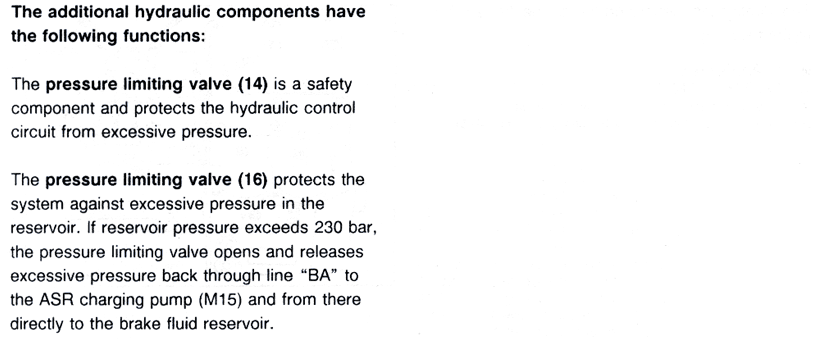 The additional hydraulic components have
the following functions:
The pressure limiting valve (14) is a safety
component and protects the hydraulic control
circuit from excessive pressure.
The pressure limiting valve (16) protects the
system against excessive pressure in the
reservoir. If reservoir pressure exceeds 230 bar,
the pressure limiting valve opens and releases
excessive pressure back through line “BA” to
the ASR charging pump (M15) and from there
directly to the brake fluid reservoir.